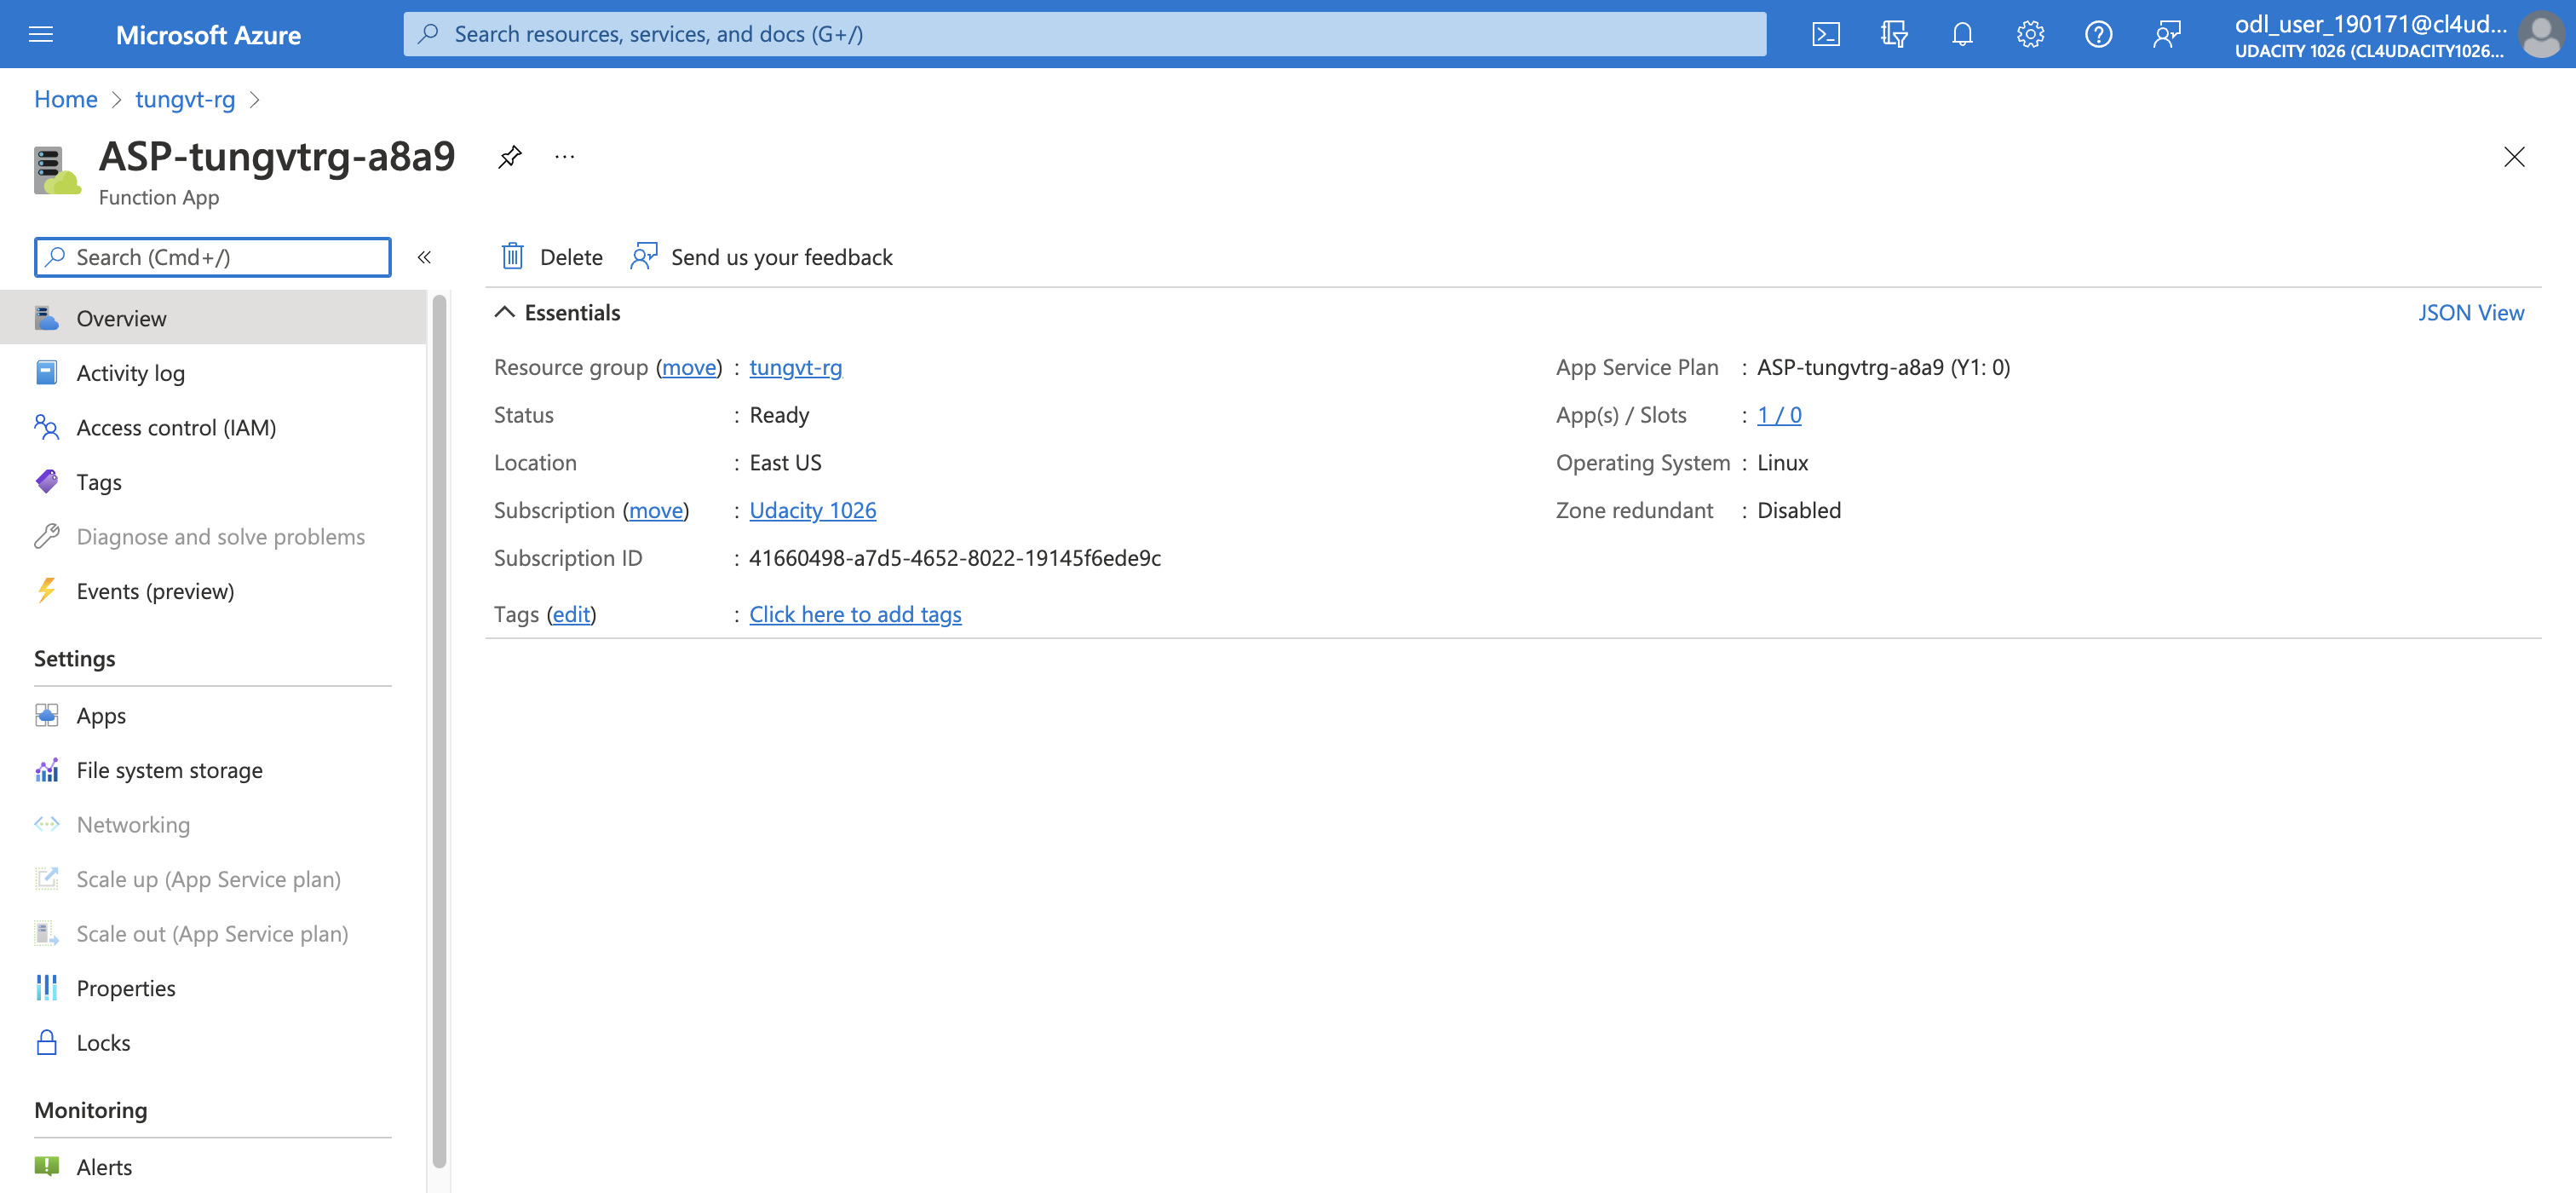 Microsoft Azure
Search resources, services, and docs (G+/)
odl_user_190171@cl4ud...
UDACITY 1026 (CL4UDACITY1026...
Home > tungvt-rg >
ASP-tungvtrg-a8a9 ...
Function App
Search (Cmd+/) «
Overview
Activity log
Access control (IAM)
Tags
Diagnose and solve problems
Events (preview)
Settings
Apps
File system storage
Networking
Scale up (App Service plan)
Scale out (App Service plan)
Properties
Locks
Monitoring
Alerts
Delete Send us your feedback
Essentials JSON View
Resource group (move) : tungvt-rg
Status : Ready
Location : East US
Subscription (move) : Udacity 1026
Subscription ID : 41660498-a7d5-4652-8022-19145f6ede9c
Tags (edit) : Click here to add tags
App Service Plan : ASP-tungvtrg-a8a9 (Y1: 0)
App(s) / Slots : 1 / 0
Operating System : Linux
Zone redundant : Disabled